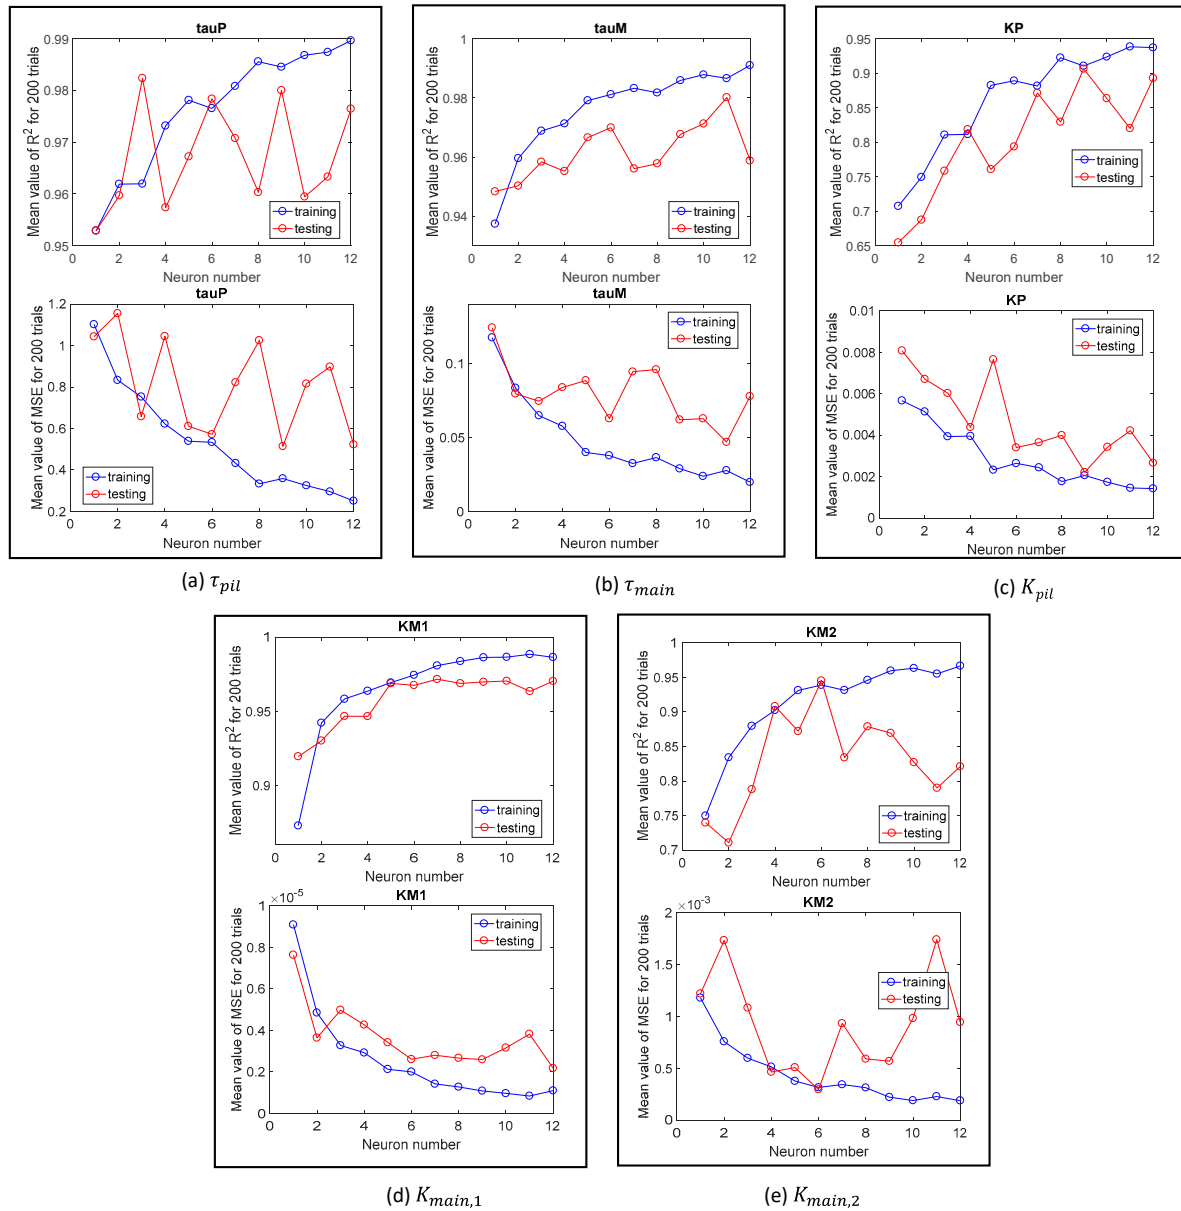 tauP
Mean value of R² for 200 trials
0.99
0.98
0.97
0.96
0.95
training
testing
0 2 4 6 8 10 12
Neuron number
tauP
Mean value of MSE for 200 trials
1.2
1
0.8
0.6
0.4
0.2
training
testing
0 2 4 6 8 10 12
Neuron number
(a) τ_pil
tauM
Mean value of R² for 200 trials
1
0.98
0.96
0.94
training
testing
0 2 4 6 8 10 12
Neuron number
tauM
Mean value of MSE for 200 trials
0.1
0.05
0
training
testing
0 2 4 6 8 10 12
Neuron number
(b) τ_main
KP
Mean value of R² for 200 trials
0.95
0.9
0.85
0.8
0.75
0.7
0.65
training
testing
0 2 4 6 8 10 12
Neuron number
KP
Mean value of MSE for 200 trials
0.01
0.008
0.006
0.004
0.002
0
training
testing
0 2 4 6 8 10 12
Neuron number
(c) K_pil
KM1
Mean value of R² for 200 trials
1
0.95
0.9
training
testing
0 2 4 6 8 10 12
Neuron number
KM1
×10⁻⁵
Mean value of MSE for 200 trials
1
0.8
0.6
0.4
0.2
0
training
testing
0 2 4 6 8 10 12
Neuron number
(d) K_main,1
KM2
Mean value of R² for 200 trials
1
0.95
0.9
0.85
0.8
0.75
0.7
training
testing
0 2 4 6 8 10 12
Neuron number
KM2
×10⁻³
Mean value of MSE for 200 trials
2
1.5
1
0.5
0
training
testing
0 2 4 6 8 10 12
Neuron number
(e) K_main,2